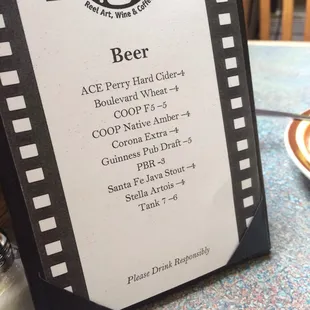 Reel Art, Wine & Coffee
Beer
ACE Perry Hard Cider-4
Boulevard Wheat -4
COOP F5 -5
COOP Native Amber -4
Corona Extra -4
Guinness Pub Draft -5
PBR -3
Santa Fe Java Stout -4
Stella Artois -4
Tank 7 -6
Please Drink Responsibly